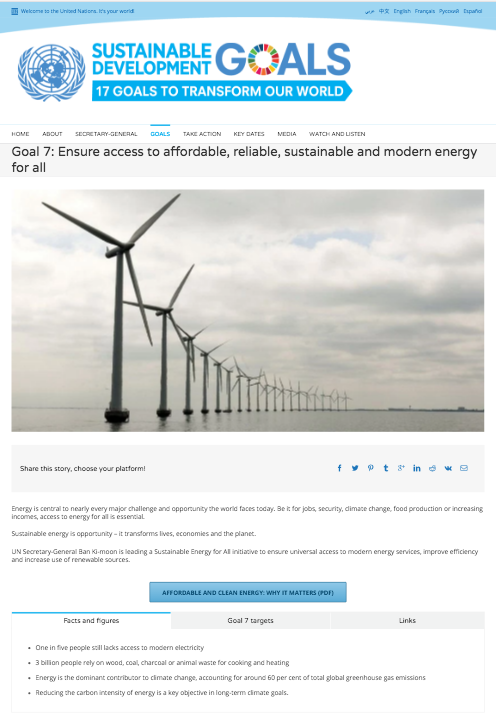 Welcome to the United Nations. It's your world!
عربي 中文 English Français Русский Español
SUSTAINABLE
DEVELOPMENT GOALS
17 GOALS TO TRANSFORM OUR WORLD
HOME ABOUT SECRETARY-GENERAL GOALS TAKE ACTION KEY DATES MEDIA WATCH AND LISTEN
Goal 7: Ensure access to affordable, reliable, sustainable and modern energy
for all
Share this story, choose your platform!
Energy is central to nearly every major challenge and opportunity the world faces today. Be it for jobs, security, climate change, food production or increasing
incomes, access to energy for all is essential.
Sustainable energy is opportunity – it transforms lives, economies and the planet.
UN Secretary-General Ban Ki-moon is leading a Sustainable Energy for All initiative to ensure universal access to modern energy services, improve efficiency
and increase use of renewable sources.
AFFORDABLE AND CLEAN ENERGY: WHY IT MATTERS (PDF)
Facts and figures Goal 7 targets Links
One in five people still lacks access to modern electricity
3 billion people rely on wood, coal, charcoal or animal waste for cooking and heating
Energy is the dominant contributor to climate change, accounting for around 60 per cent of total global greenhouse gas emissions
Reducing the carbon intensity of energy is a key objective in long-term climate goals.